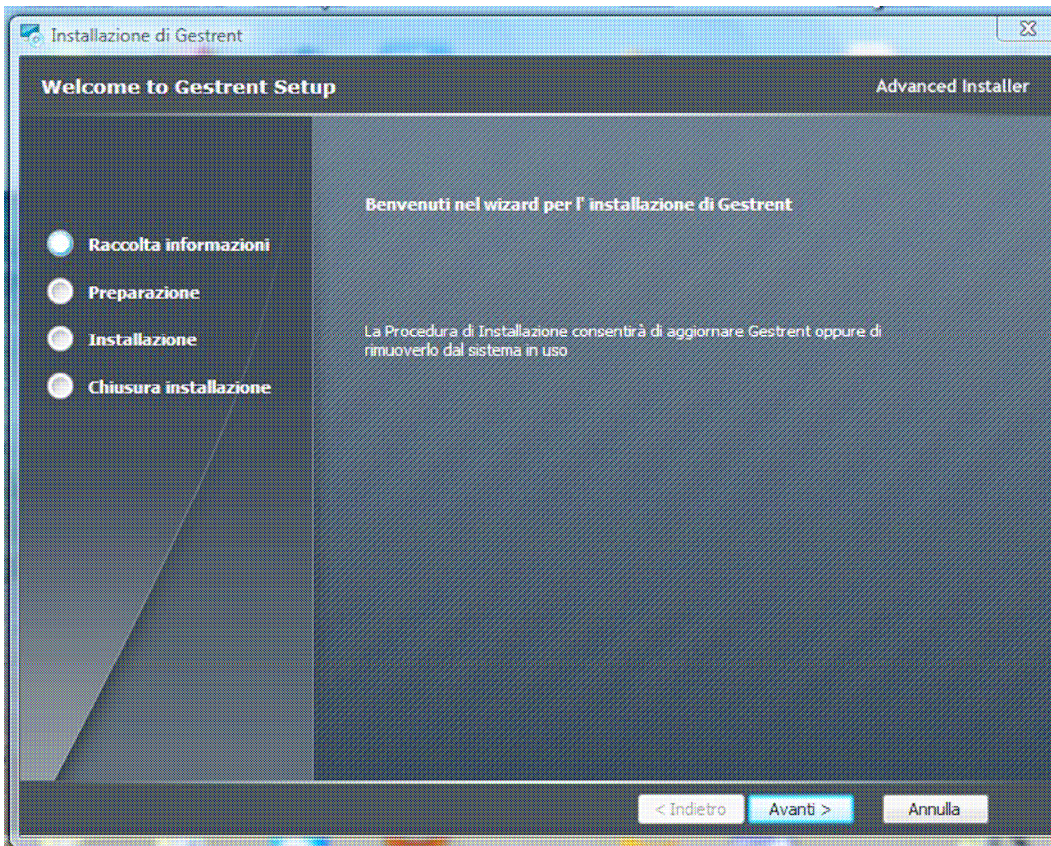 Installazione di Gestrent
Welcome to Gestrent Setup
Advanced Installer
Benvenuti nel wizard per l' installazione di Gestrent
Raccolta informazioni
Preparazione
Installazione
Chiusura installazione
La Procedura di Installazione consentirà di aggiornare Gestrent oppure di
rimuoverlo dal sistema in uso
< Indietro
Avanti >
Annulla